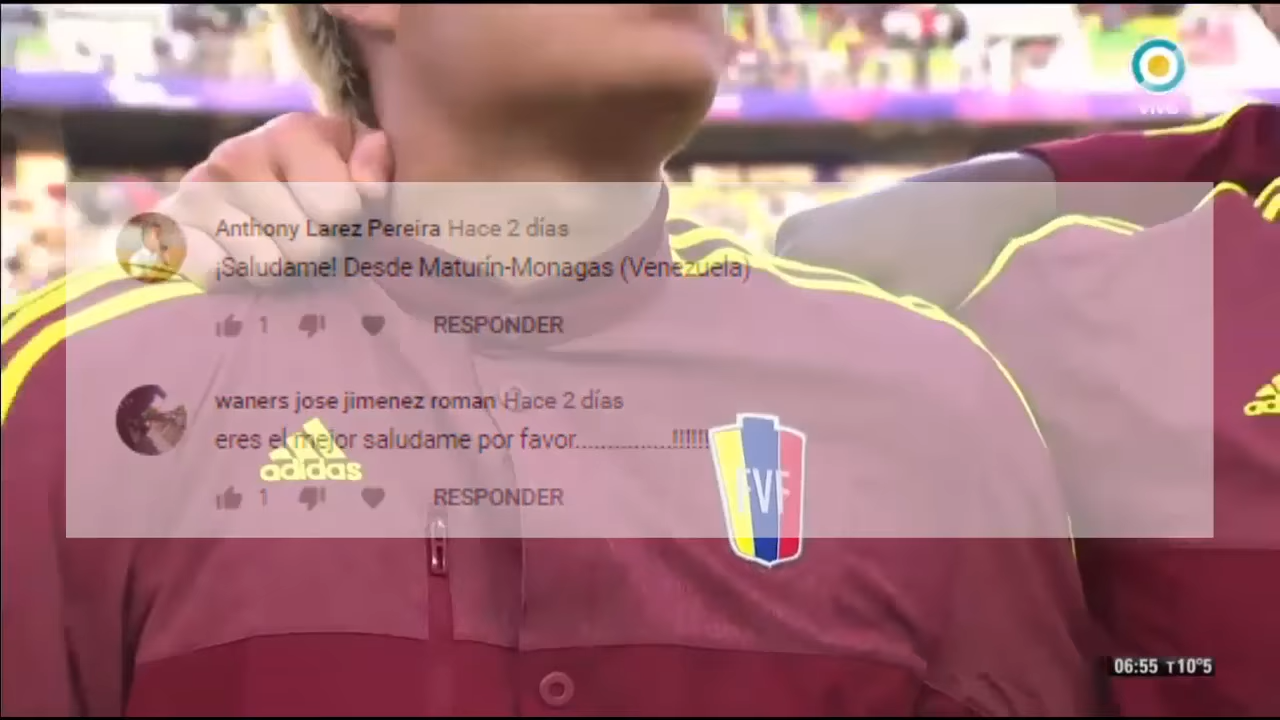 VIVO
Anthony Larez Pereira Hace 2 días
¡Saludame! Desde Maturín-Monagas (Venezuela)
1 RESPONDER
waners jose jimenez roman Hace 2 días
eres el mejor saludame por favor...................!!!!!!
adidas
FVF
1 RESPONDER
06:55 T10°5